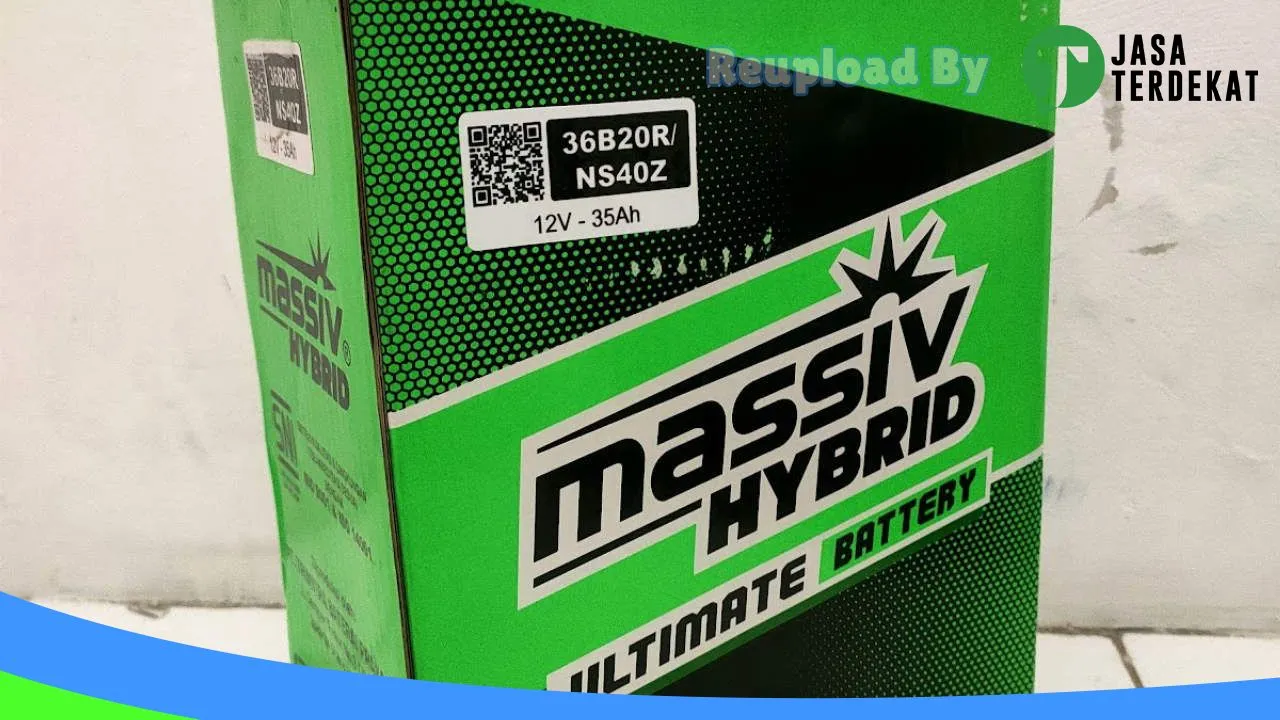 Reupload By
JASA
TERDEKAT
36B20R/
NS40Z
12V - 35Ah
36B20R
NS40Z
12V - 35Ah
massiv
HYBRID
ULTIMATE BATTERY
massiv®
HYBRID
SNI